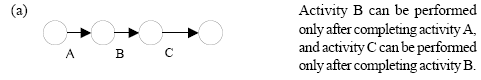 (a)
A B C
Activity B can be performed
only after completing activity A,
and activity C can be performed
only after completing activity B.